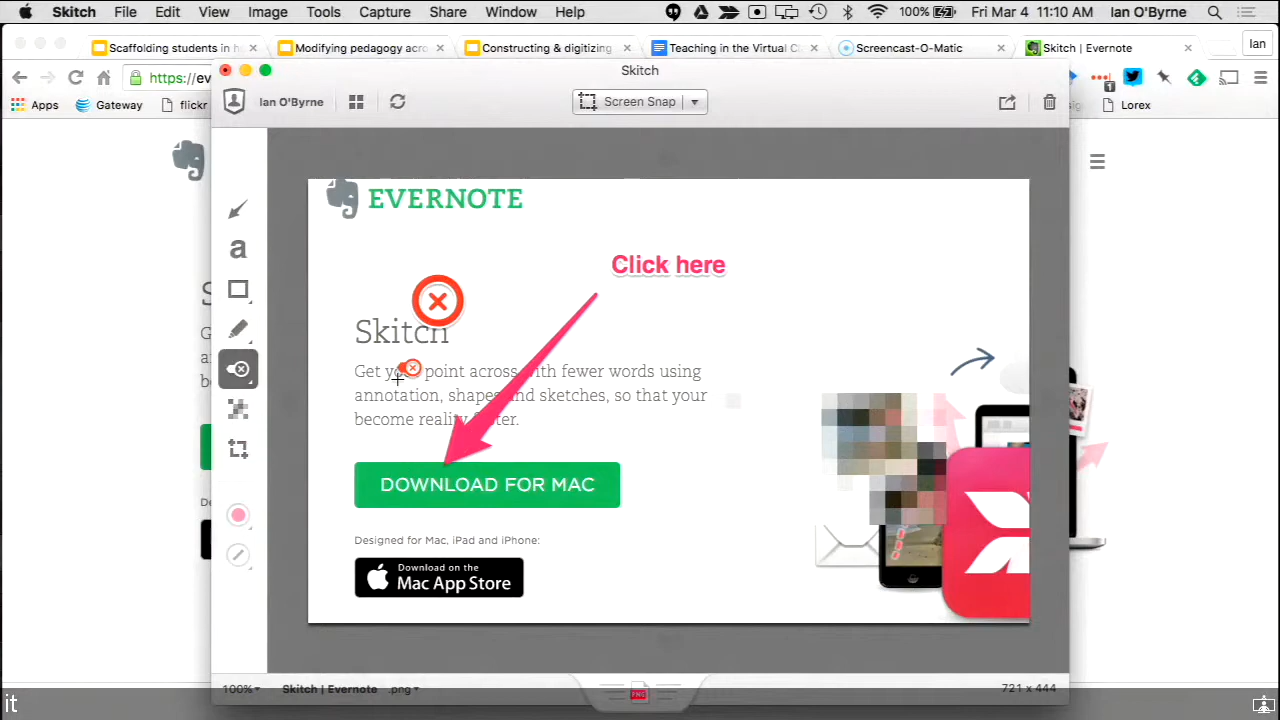 Skitch File Edit View Image Tools Capture Share Window Help 100% Fri Mar 4 11:10 AM Ian O'Byrne
Scaffolding students in h
Modifying pedagogy acro
Constructing & digitizing
Teaching in the Virtual C
Screencast-O-Matic
Skitch | Evernote
Ian
https://ev
Skitch
Apps Gateway flickr
Lorex
Ian O'Byrne
Screen Snap
EVERNOTE
Click here
Skitch
Get your point across with fewer words using
annotation, shapes and sketches, so that your
become reality faster.
DOWNLOAD FOR MAC
Designed for Mac, iPad and iPhone:
Download on the
Mac App Store
a
100% Skitch | Evernote .png 721 x 444
PNG
it